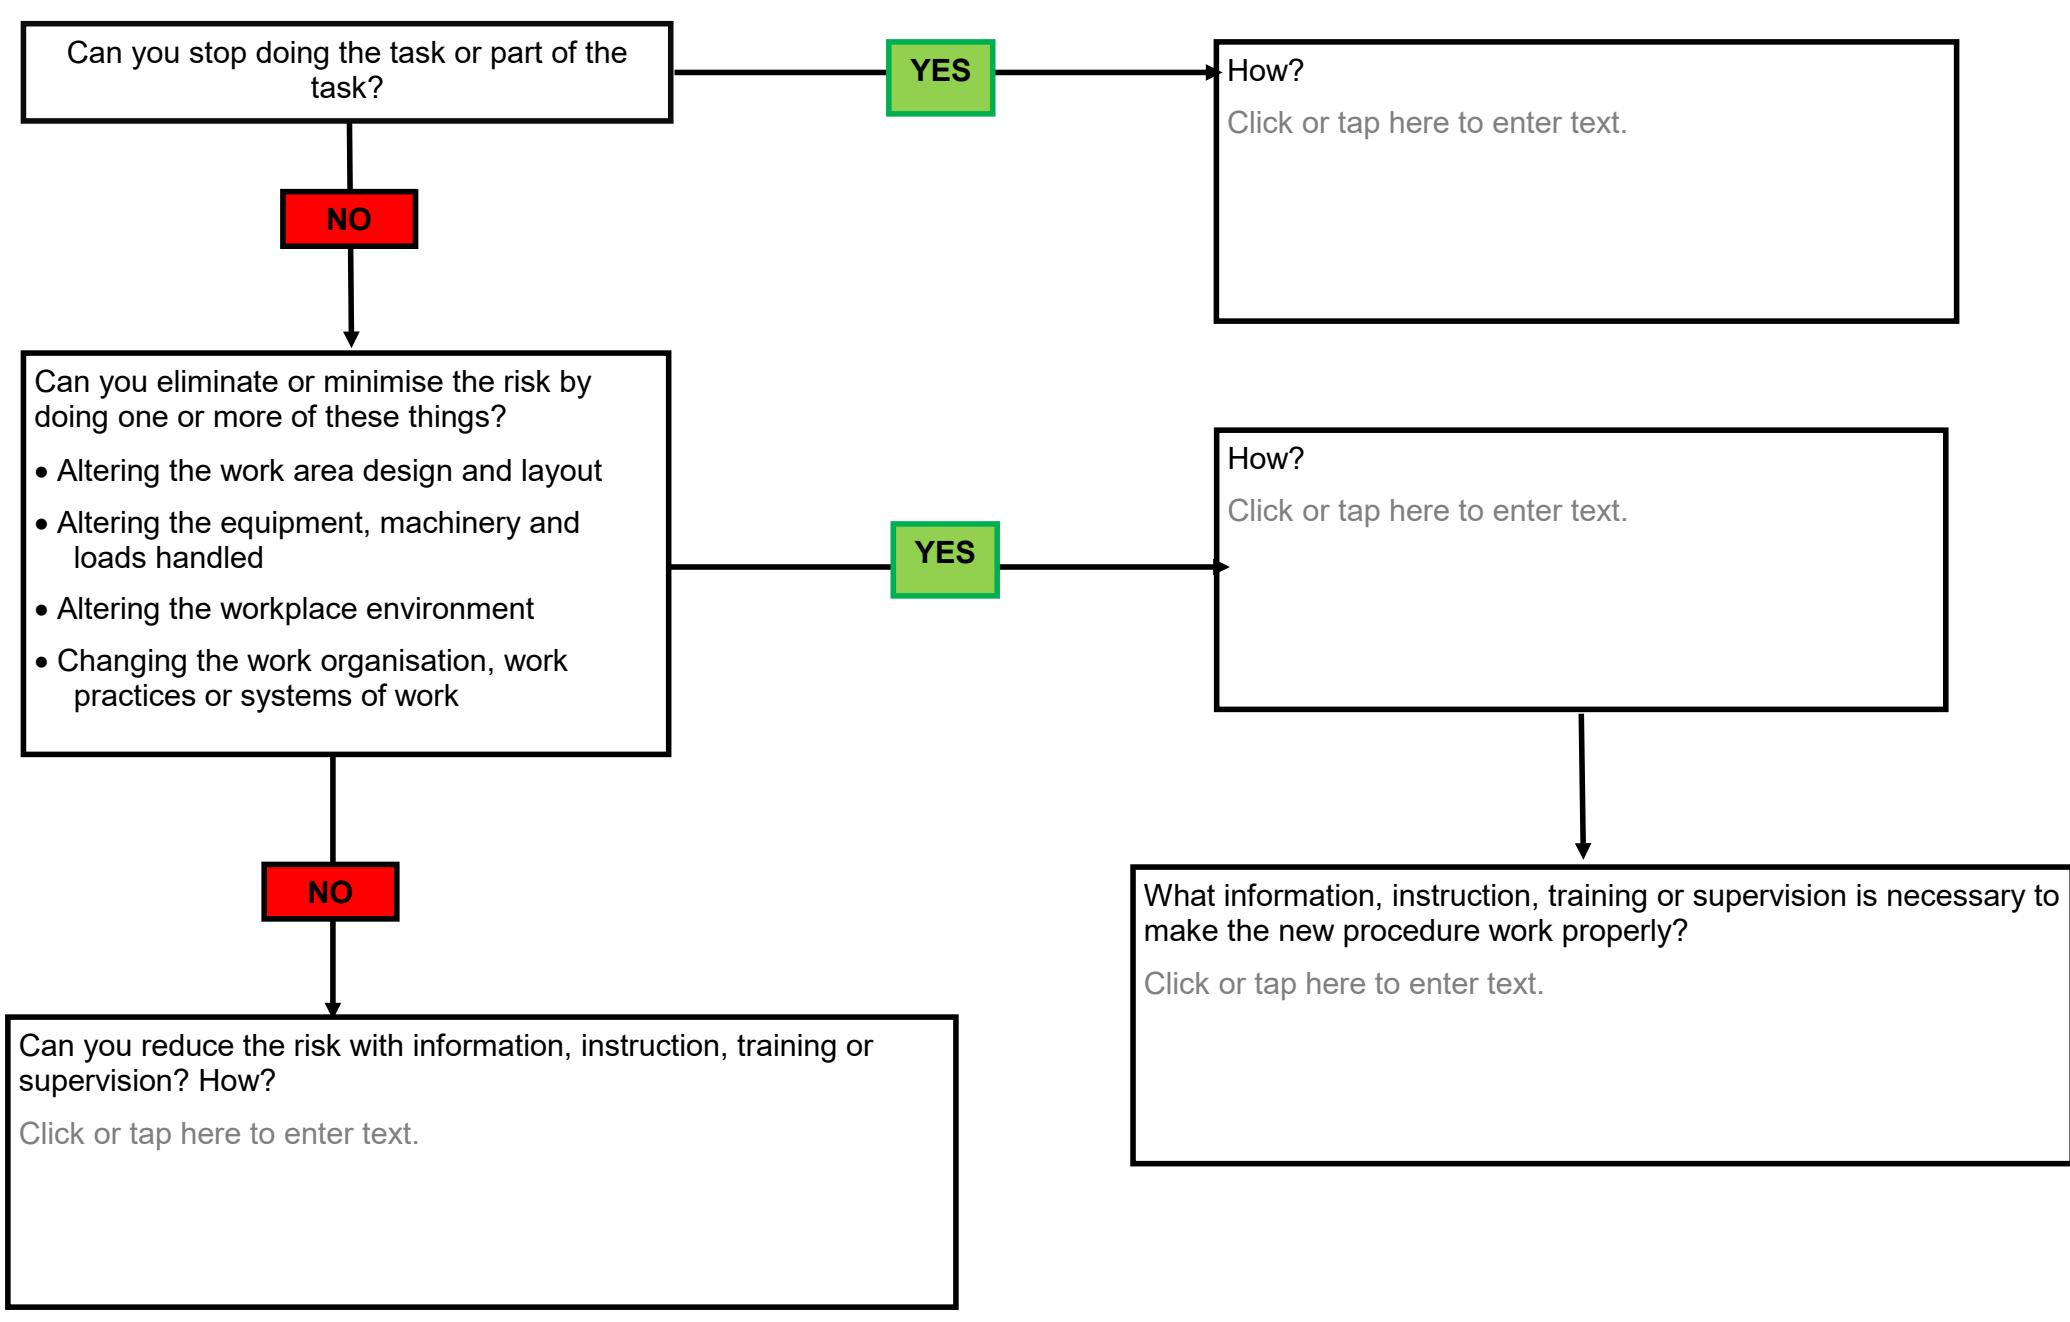 Can you stop doing the task or part of the
task?
YES
How?
Click or tap here to enter text.
NO
Can you eliminate or minimise the risk by
doing one or more of these things?
• Altering the work area design and layout
• Altering the equipment, machinery and
loads handled
• Altering the workplace environment
• Changing the work organisation, work
practices or systems of work
YES
How?
Click or tap here to enter text.
NO
What information, instruction, training or supervision is necessary to
make the new procedure work properly?
Click or tap here to enter text.
Can you reduce the risk with information, instruction, training or
supervision? How?
Click or tap here to enter text.